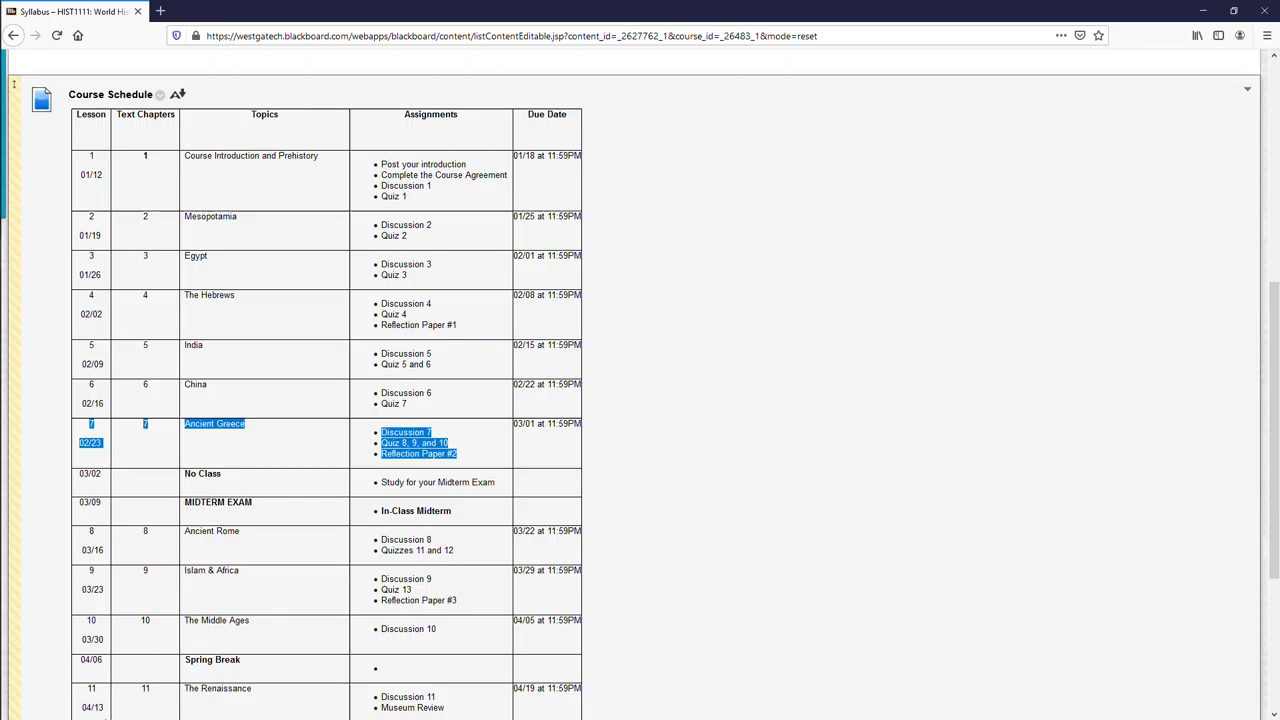 Syllabus – HIST1111: World His
https://westgatech.blackboard.com/webapps/blackboard/content/listContentEditable.jsp?content_id=_2627762_1&course_id=_26483_1&mode=reset
Course Schedule
Lesson Text Chapters Topics Assignments Due Date
1 1 Course Introduction and Prehistory 01/18 at 11:59PM
• Post your introduction
01/12 • Complete the Course Agreement
• Discussion 1
• Quiz 1
2 2 Mesopotamia 01/25 at 11:59PM
• Discussion 2
01/19 • Quiz 2
3 3 Egypt 02/01 at 11:59PM
• Discussion 3
01/26 • Quiz 3
4 4 The Hebrews 02/08 at 11:59PM
• Discussion 4
02/02 • Quiz 4
• Reflection Paper #1
5 5 India 02/15 at 11:59PM
• Discussion 5
02/09 • Quiz 5 and 6
6 6 China 02/22 at 11:59PM
• Discussion 6
02/16 • Quiz 7
7 7 Ancient Greece 03/01 at 11:59PM
• Discussion 7
02/23 • Quiz 8, 9, and 10
• Reflection Paper #2
03/02 No Class
• Study for your Midterm Exam
03/09 MIDTERM EXAM
• In-Class Midterm
8 8 Ancient Rome 03/22 at 11:59PM
• Discussion 8
03/16 • Quizzes 11 and 12
9 9 Islam & Africa 03/29 at 11:59PM
• Discussion 9
03/23 • Quiz 13
• Reflection Paper #3
10 10 The Middle Ages 04/05 at 11:59PM
• Discussion 10
03/30
04/06 Spring Break
•
11 11 The Renaissance 04/19 at 11:59PM
• Discussion 11
04/13 • Museum Review